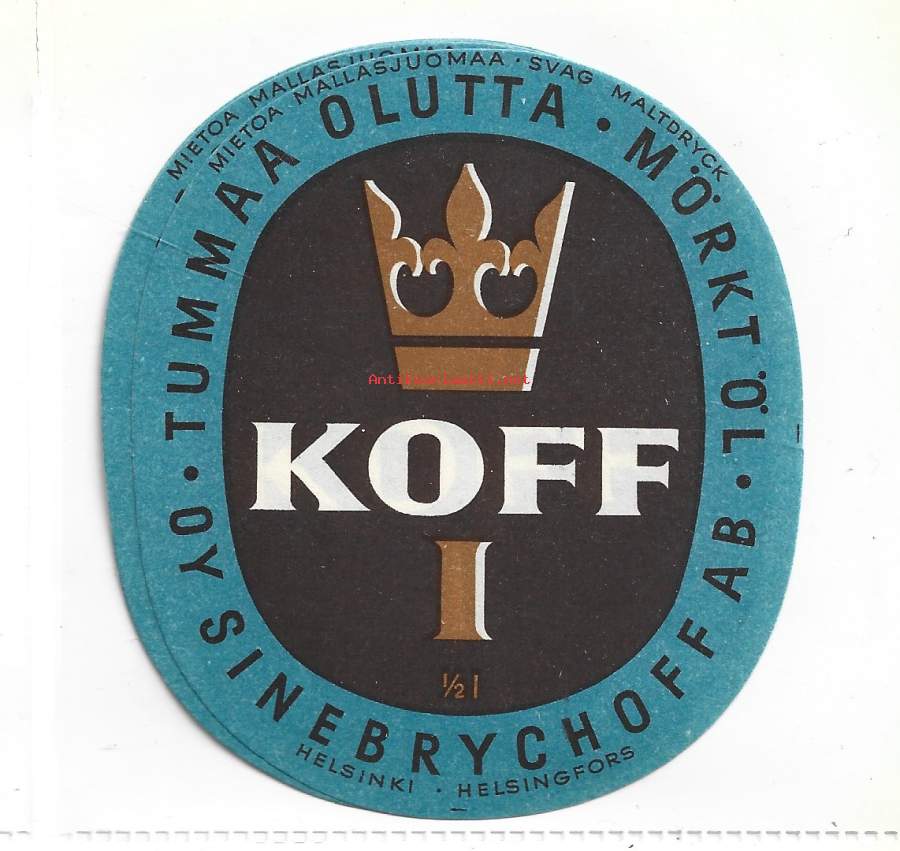 MIETOA MALLASJUOMAA
MIETOA MALLASJUOMAA · SVAG MALTDRYCK
TUMMAA OLUTTA · MÖRKT ÖL ·
KOFF
I
½ l
OY SINEBRYCHOFF AB ·
HELSINKI · HELSINGFORS
Antikvariaatti.net